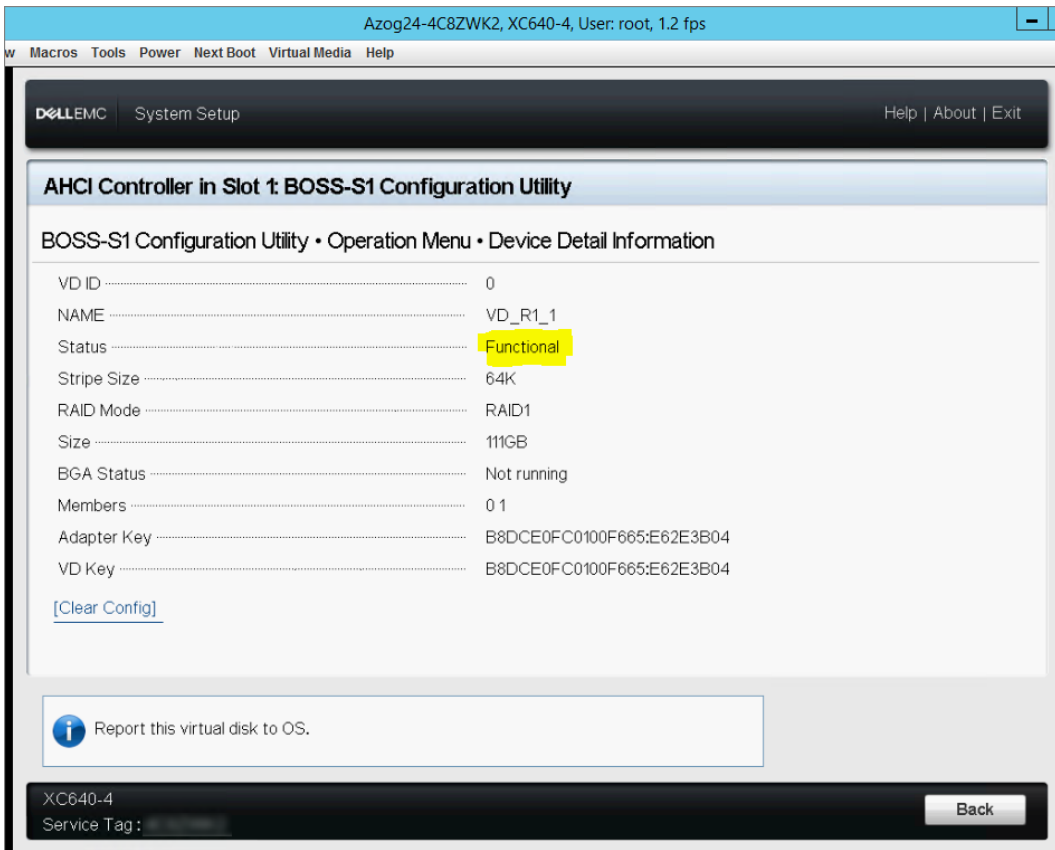 Azog24-4C8ZWK2, XC640-4, User: root, 1.2 fps
w Macros Tools Power Next Boot Virtual Media Help
DELLEMC System Setup Help | About | Exit
AHCI Controller in Slot 1: BOSS-S1 Configuration Utility
BOSS-S1 Configuration Utility • Operation Menu • Device Detail Information
VD ID 0
NAME VD_R1_1
Status Functional
Stripe Size 64K
RAID Mode RAID1
Size 111GB
BGA Status Not running
Members 0 1
Adapter Key B8DCE0FC0100F665:E62E3B04
VD Key B8DCE0FC0100F665:E62E3B04
[Clear Config]
Report this virtual disk to OS.
XC640-4
Service Tag :
Back